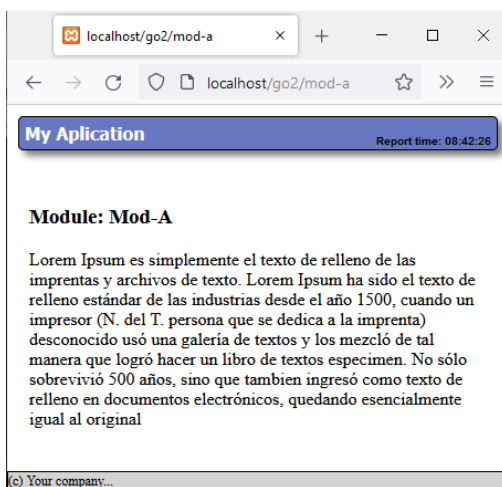 localhost/go2/mod-a
localhost/go2/mod-a
My Aplication
Report time: 08:42:26
Module: Mod-A
Lorem Ipsum es simplemente el texto de relleno de las
imprentas y archivos de texto. Lorem Ipsum ha sido el texto de
relleno estándar de las industrias desde el año 1500, cuando un
impresor (N. del T. persona que se dedica a la imprenta)
desconocido usó una galería de textos y los mezcló de tal
manera que logró hacer un libro de textos especimen. No sólo
sobrevivió 500 años, sino que tambien ingresó como texto de
relleno en documentos electrónicos, quedando esencialmente
igual al original
(c) Your company...